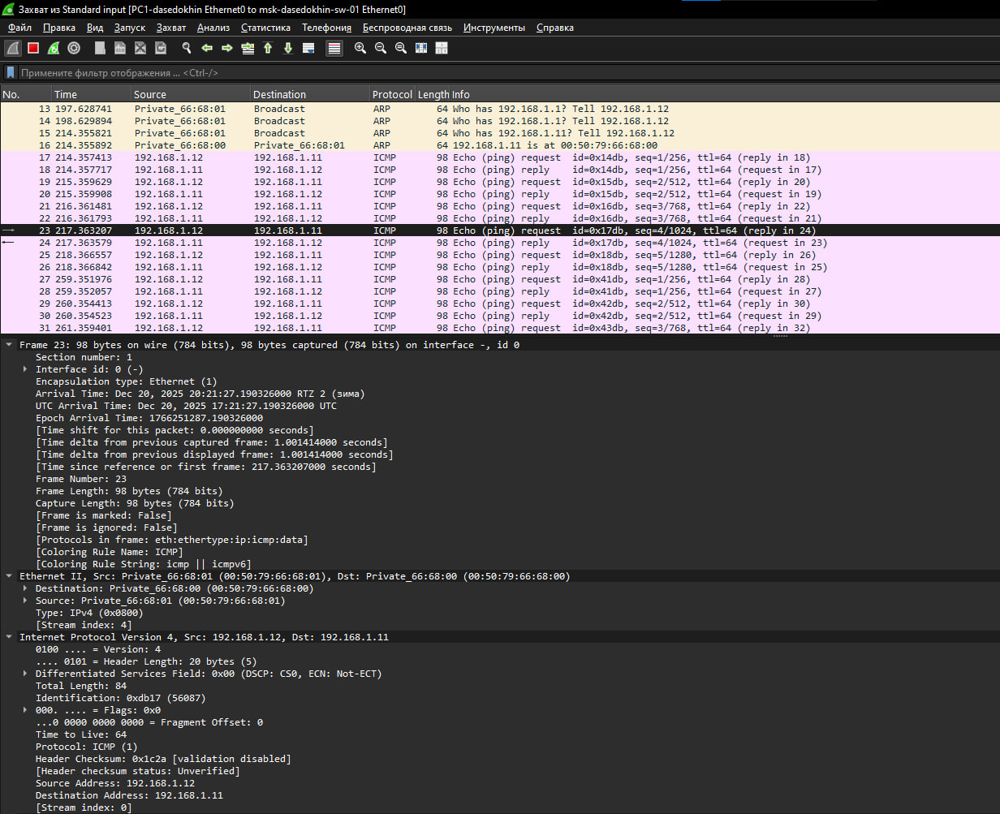 Захват из Standard input [PC1-dasedokhin Ethernet0 to msk-dasedokhin-sw-01 Ethernet0]
Файл Правка Вид Запуск Захват Анализ Статистика Телефония Беспроводная связь Инструменты Справка
Примените фильтр отображения ... <Ctrl-/>
No. Time Source Destination Protocol Length Info
13 197.628741 Private_66:68:01 Broadcast ARP 64 Who has 192.168.1.1? Tell 192.168.1.12
14 198.629894 Private_66:68:01 Broadcast ARP 64 Who has 192.168.1.1? Tell 192.168.1.12
15 214.355821 Private_66:68:01 Broadcast ARP 64 Who has 192.168.1.11? Tell 192.168.1.12
16 214.355892 Private_66:68:00 Private_66:68:01 ARP 64 192.168.1.11 is at 00:50:79:66:68:00
17 214.357413 192.168.1.12 192.168.1.11 ICMP 98 Echo (ping) request id=0x14db, seq=1/256, ttl=64 (reply in 18)
18 214.357717 192.168.1.11 192.168.1.12 ICMP 98 Echo (ping) reply id=0x14db, seq=1/256, ttl=64 (request in 17)
19 215.359629 192.168.1.12 192.168.1.11 ICMP 98 Echo (ping) request id=0x15db, seq=2/512, ttl=64 (reply in 20)
20 215.359908 192.168.1.11 192.168.1.12 ICMP 98 Echo (ping) reply id=0x15db, seq=2/512, ttl=64 (request in 19)
21 216.361481 192.168.1.12 192.168.1.11 ICMP 98 Echo (ping) request id=0x16db, seq=3/768, ttl=64 (reply in 22)
22 216.361793 192.168.1.11 192.168.1.12 ICMP 98 Echo (ping) reply id=0x16db, seq=3/768, ttl=64 (request in 21)
23 217.363207 192.168.1.12 192.168.1.11 ICMP 98 Echo (ping) request id=0x17db, seq=4/1024, ttl=64 (reply in 24)
24 217.363579 192.168.1.11 192.168.1.12 ICMP 98 Echo (ping) reply id=0x17db, seq=4/1024, ttl=64 (request in 23)
25 218.366557 192.168.1.12 192.168.1.11 ICMP 98 Echo (ping) request id=0x18db, seq=5/1280, ttl=64 (reply in 26)
26 218.366842 192.168.1.11 192.168.1.12 ICMP 98 Echo (ping) reply id=0x18db, seq=5/1280, ttl=64 (request in 25)
27 259.351976 192.168.1.12 192.168.1.11 ICMP 98 Echo (ping) request id=0x41db, seq=1/256, ttl=64 (reply in 28)
28 259.352057 192.168.1.11 192.168.1.12 ICMP 98 Echo (ping) reply id=0x41db, seq=1/256, ttl=64 (request in 27)
29 260.354413 192.168.1.12 192.168.1.11 ICMP 98 Echo (ping) request id=0x42db, seq=2/512, ttl=64 (reply in 30)
30 260.354523 192.168.1.11 192.168.1.12 ICMP 98 Echo (ping) reply id=0x42db, seq=2/512, ttl=64 (request in 29)
31 261.359401 192.168.1.12 192.168.1.11 ICMP 98 Echo (ping) request id=0x43db, seq=3/768, ttl=64 (reply in 32)
Frame 23: 98 bytes on wire (784 bits), 98 bytes captured (784 bits) on interface -, id 0
Section number: 1
Interface id: 0 (-)
Encapsulation type: Ethernet (1)
Arrival Time: Dec 20, 2025 20:21:27.190326000 RTZ 2 (зима)
UTC Arrival Time: Dec 20, 2025 17:21:27.190326000 UTC
Epoch Arrival Time: 1766251287.190326000
[Time shift for this packet: 0.000000000 seconds]
[Time delta from previous captured frame: 1.001414000 seconds]
[Time delta from previous displayed frame: 1.001414000 seconds]
[Time since reference or first frame: 217.363207000 seconds]
Frame Number: 23
Frame Length: 98 bytes (784 bits)
Capture Length: 98 bytes (784 bits)
[Frame is marked: False]
[Frame is ignored: False]
[Protocols in frame: eth:ethertype:ip:icmp:data]
[Coloring Rule Name: ICMP]
[Coloring Rule String: icmp || icmpv6]
Ethernet II, Src: Private_66:68:01 (00:50:79:66:68:01), Dst: Private_66:68:00 (00:50:79:66:68:00)
Destination: Private_66:68:00 (00:50:79:66:68:00)
Source: Private_66:68:01 (00:50:79:66:68:01)
Type: IPv4 (0x0800)
[Stream index: 4]
Internet Protocol Version 4, Src: 192.168.1.12, Dst: 192.168.1.11
0100 .... = Version: 4
.... 0101 = Header Length: 20 bytes (5)
Differentiated Services Field: 0x00 (DSCP: CS0, ECN: Not-ECT)
Total Length: 84
Identification: 0xdb17 (56087)
000. .... = Flags: 0x0
...0 0000 0000 0000 = Fragment Offset: 0
Time to Live: 64
Protocol: ICMP (1)
Header Checksum: 0x1c2a [validation disabled]
[Header checksum status: Unverified]
Source Address: 192.168.1.12
Destination Address: 192.168.1.11
[Stream index: 0]